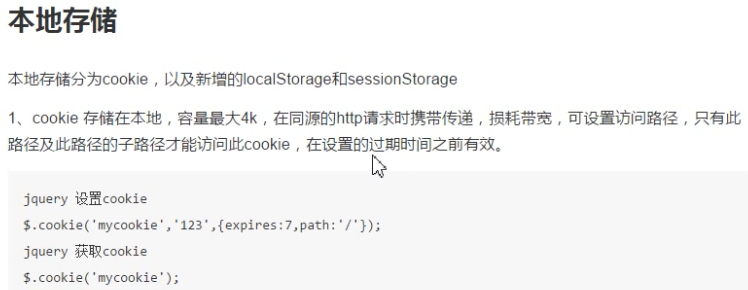 本地存储
本地存储分为cookie，以及新增的localStorage和sessionStorage
1、cookie 存储在本地，容量最大4k，在同源的http请求时携带传递，损耗带宽，可设置访问路径，只有此
路径及此路径的子路径才能访问此cookie，在设置的过期时间之前有效。
jquery 设置cookie
$.cookie('mycookie','123',{expires:7,path:'/'});
jquery 获取cookie
$.cookie('mycookie');